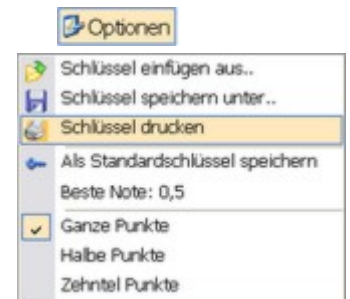 Optionen
Schlüssel einfügen aus..
Schlüssel speichern unter..
Schlüssel drucken
Als Standardschlüssel speichern
Beste Note: 0,5
Ganze Punkte
Halbe Punkte
Zehntel Punkte